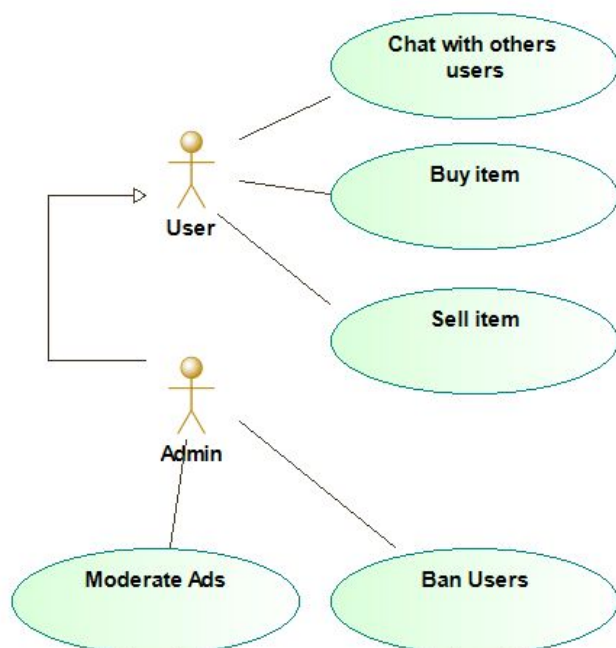 Chat with others
users
Buy item
User
Sell item
Admin
Moderate Ads
Ban Users